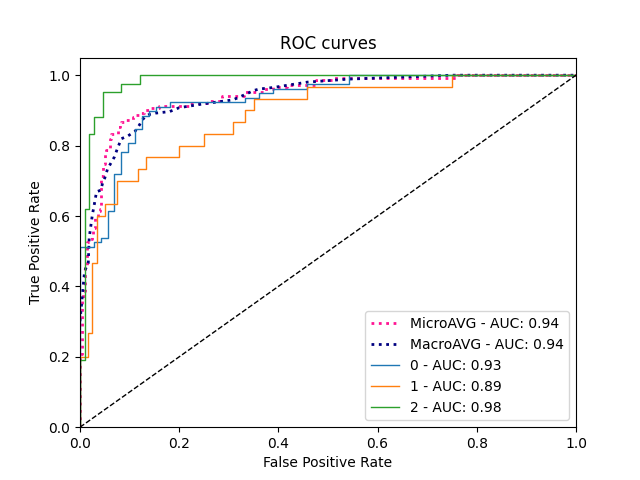 ROC curves
1.0
0.8
0.6
0.4
0.2
0.0
True Positive Rate
MicroAVG - AUC: 0.94
MacroAVG - AUC: 0.94
0 - AUC: 0.93
1 - AUC: 0.89
2 - AUC: 0.98
0.0 0.2 0.4 0.6 0.8 1.0
False Positive Rate